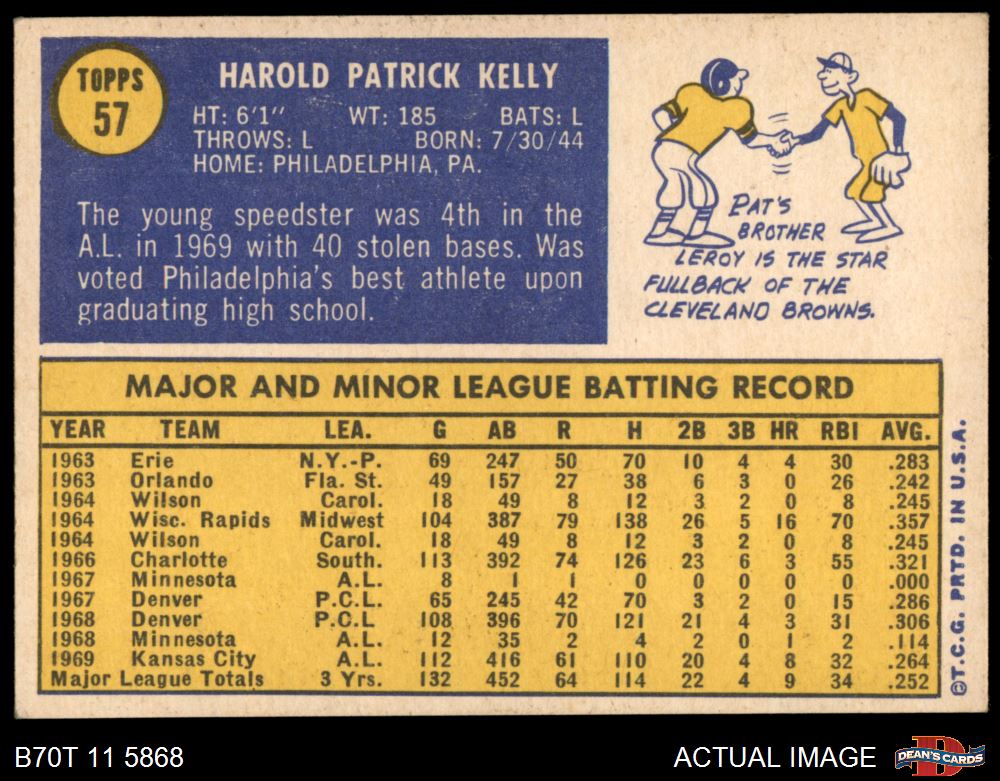 TOPPS
57
HAROLD PATRICK KELLY
HT: 6'1" WT: 185 BATS: L
THROWS: L BORN: 7/30/44
HOME: PHILADELPHIA, PA.
The young speedster was 4th in the
A.L. in 1969 with 40 stolen bases. Was
voted Philadelphia's best athlete upon
graduating high school.
PAT'S
BROTHER
LEROY IS THE STAR
FULLBACK OF THE
CLEVELAND BROWNS.
MAJOR AND MINOR LEAGUE BATTING RECORD
YEAR TEAM LEA. G AB R H 2B 3B HR RBI AVG.
1963 Erie N.Y.-P. 69 247 50 70 10 4 4 30 .283
1963 Orlando Fla. St. 49 157 27 38 6 3 0 26 .242
1964 Wilson Carol. 18 49 8 12 3 2 0 8 .245
1964 Wisc. Rapids Midwest 104 387 79 138 26 5 16 70 .357
1964 Wilson Carol. 18 49 8 12 3 2 0 8 .245
1966 Charlotte South. 113 392 74 126 23 6 3 55 .321
1967 Minnesota A.L. 8 1 1 0 0 0 0 0 .000
1967 Denver P.C.L. 65 245 42 70 3 2 0 15 .286
1968 Denver P.C.L 108 396 70 121 21 4 3 31 .306
1968 Minnesota A.L. 12 35 2 4 2 0 1 2 .114
1969 Kansas City A.L. 112 416 61 110 20 4 8 32 .264
Major League Totals 3 Yrs. 132 452 64 114 22 4 9 34 .252
©T.C.G. PRTD. IN U.S.A.
B70T 11 5868
ACTUAL IMAGE
DEAN'S CARDS